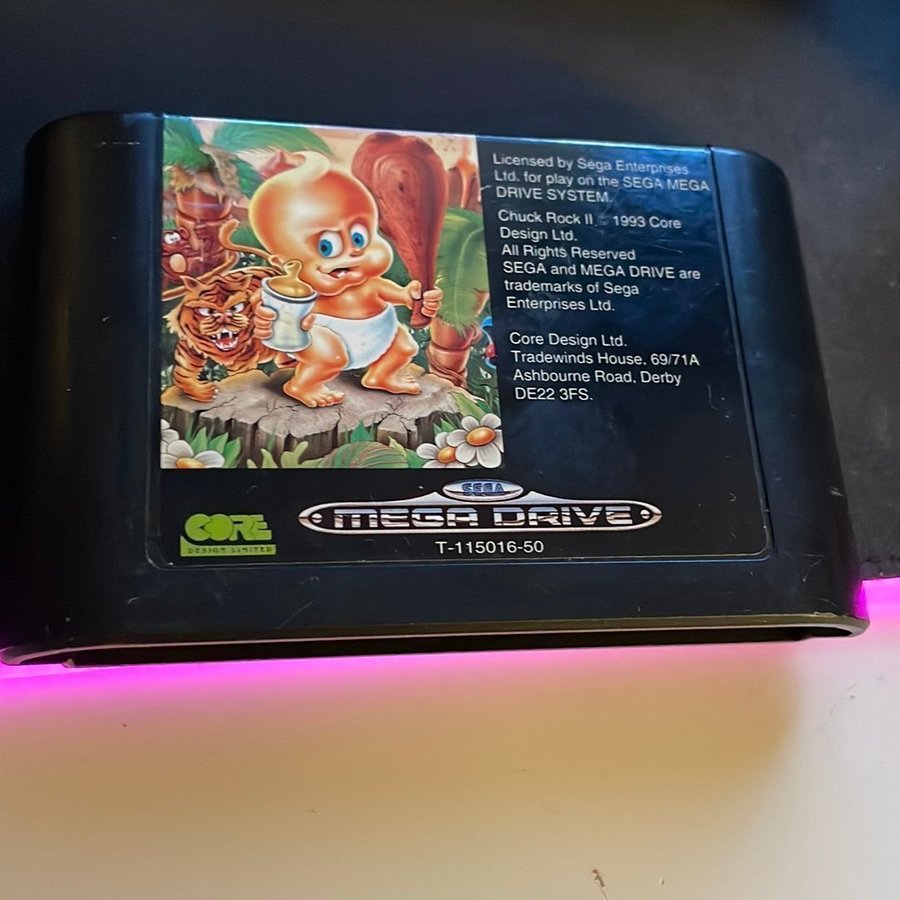 Licensed by Sega Enterprises
Ltd. for play on the SEGA MEGA
DRIVE SYSTEM.
Chuck Rock II 1993 Core
Design Ltd.
All Rights Reserved
SEGA and MEGA DRIVE are
trademarks of Sega
Enterprises Ltd.
Core Design Ltd.
Tradewinds House, 69/71A
Ashbourne Road, Derby
DE22 3FS.
SEGA
MEGA DRIVE
CORE
DESIGN LIMITED
T-115016-50